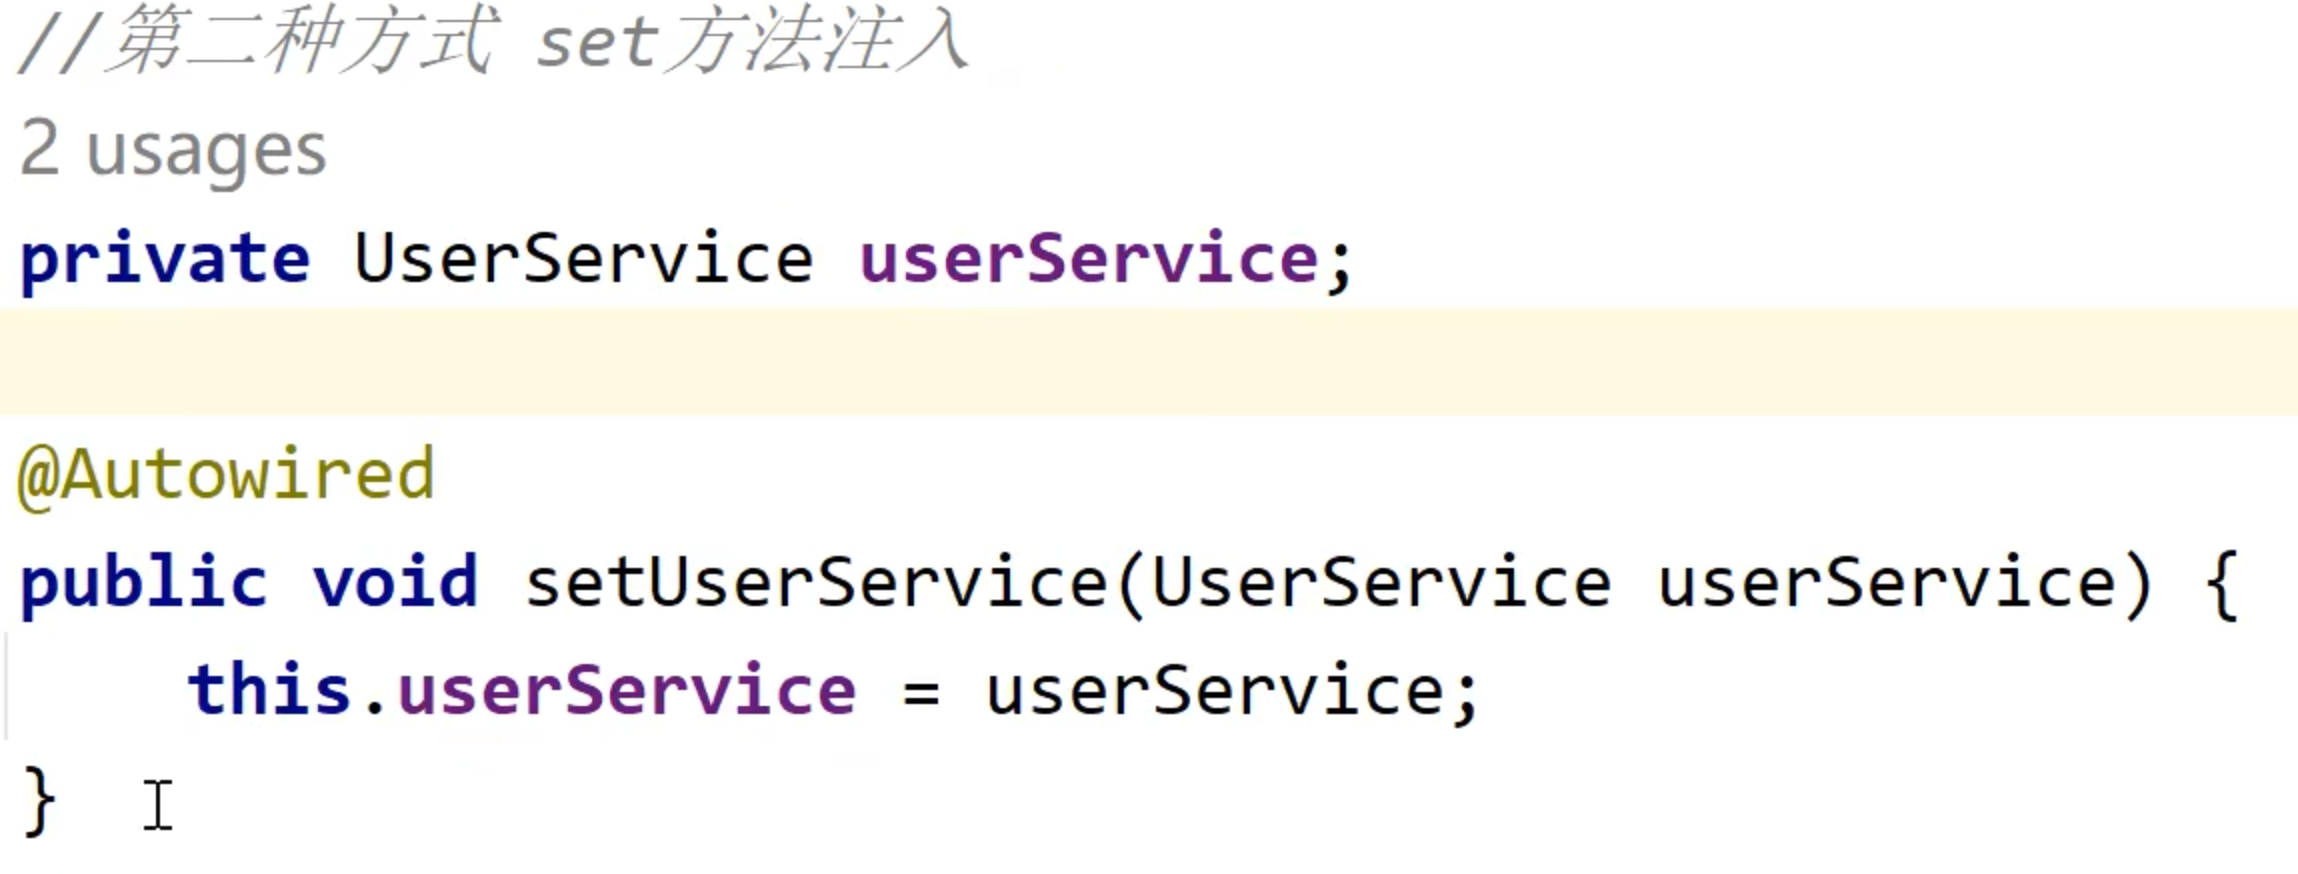 //第二种方式 set方法注入
2 usages
private UserService userService;
@Autowired
public void setUserService(UserService userService) {
    this.userService = userService;
}